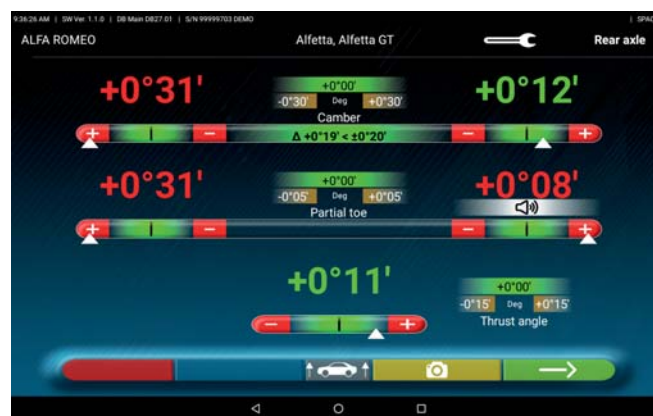 9:36:26 AM | SW Ver. 1.1.0 | DB Main DB27.01 | S/N 99999703 DEMO | SPAC
ALFA ROMEO Alfetta, Alfetta GT Rear axle
+0°31' +0°00' +0°12'
-0°30' Deg +0°30'
Camber
+ − Δ +0°19' < ±0°20' − +
+0°31' +0°00' +0°08'
-0°05' Deg +0°05'
Partial toe
+ − − +
+0°11' +0°00'
-0°15' Deg +0°15'
− + Thrust angle